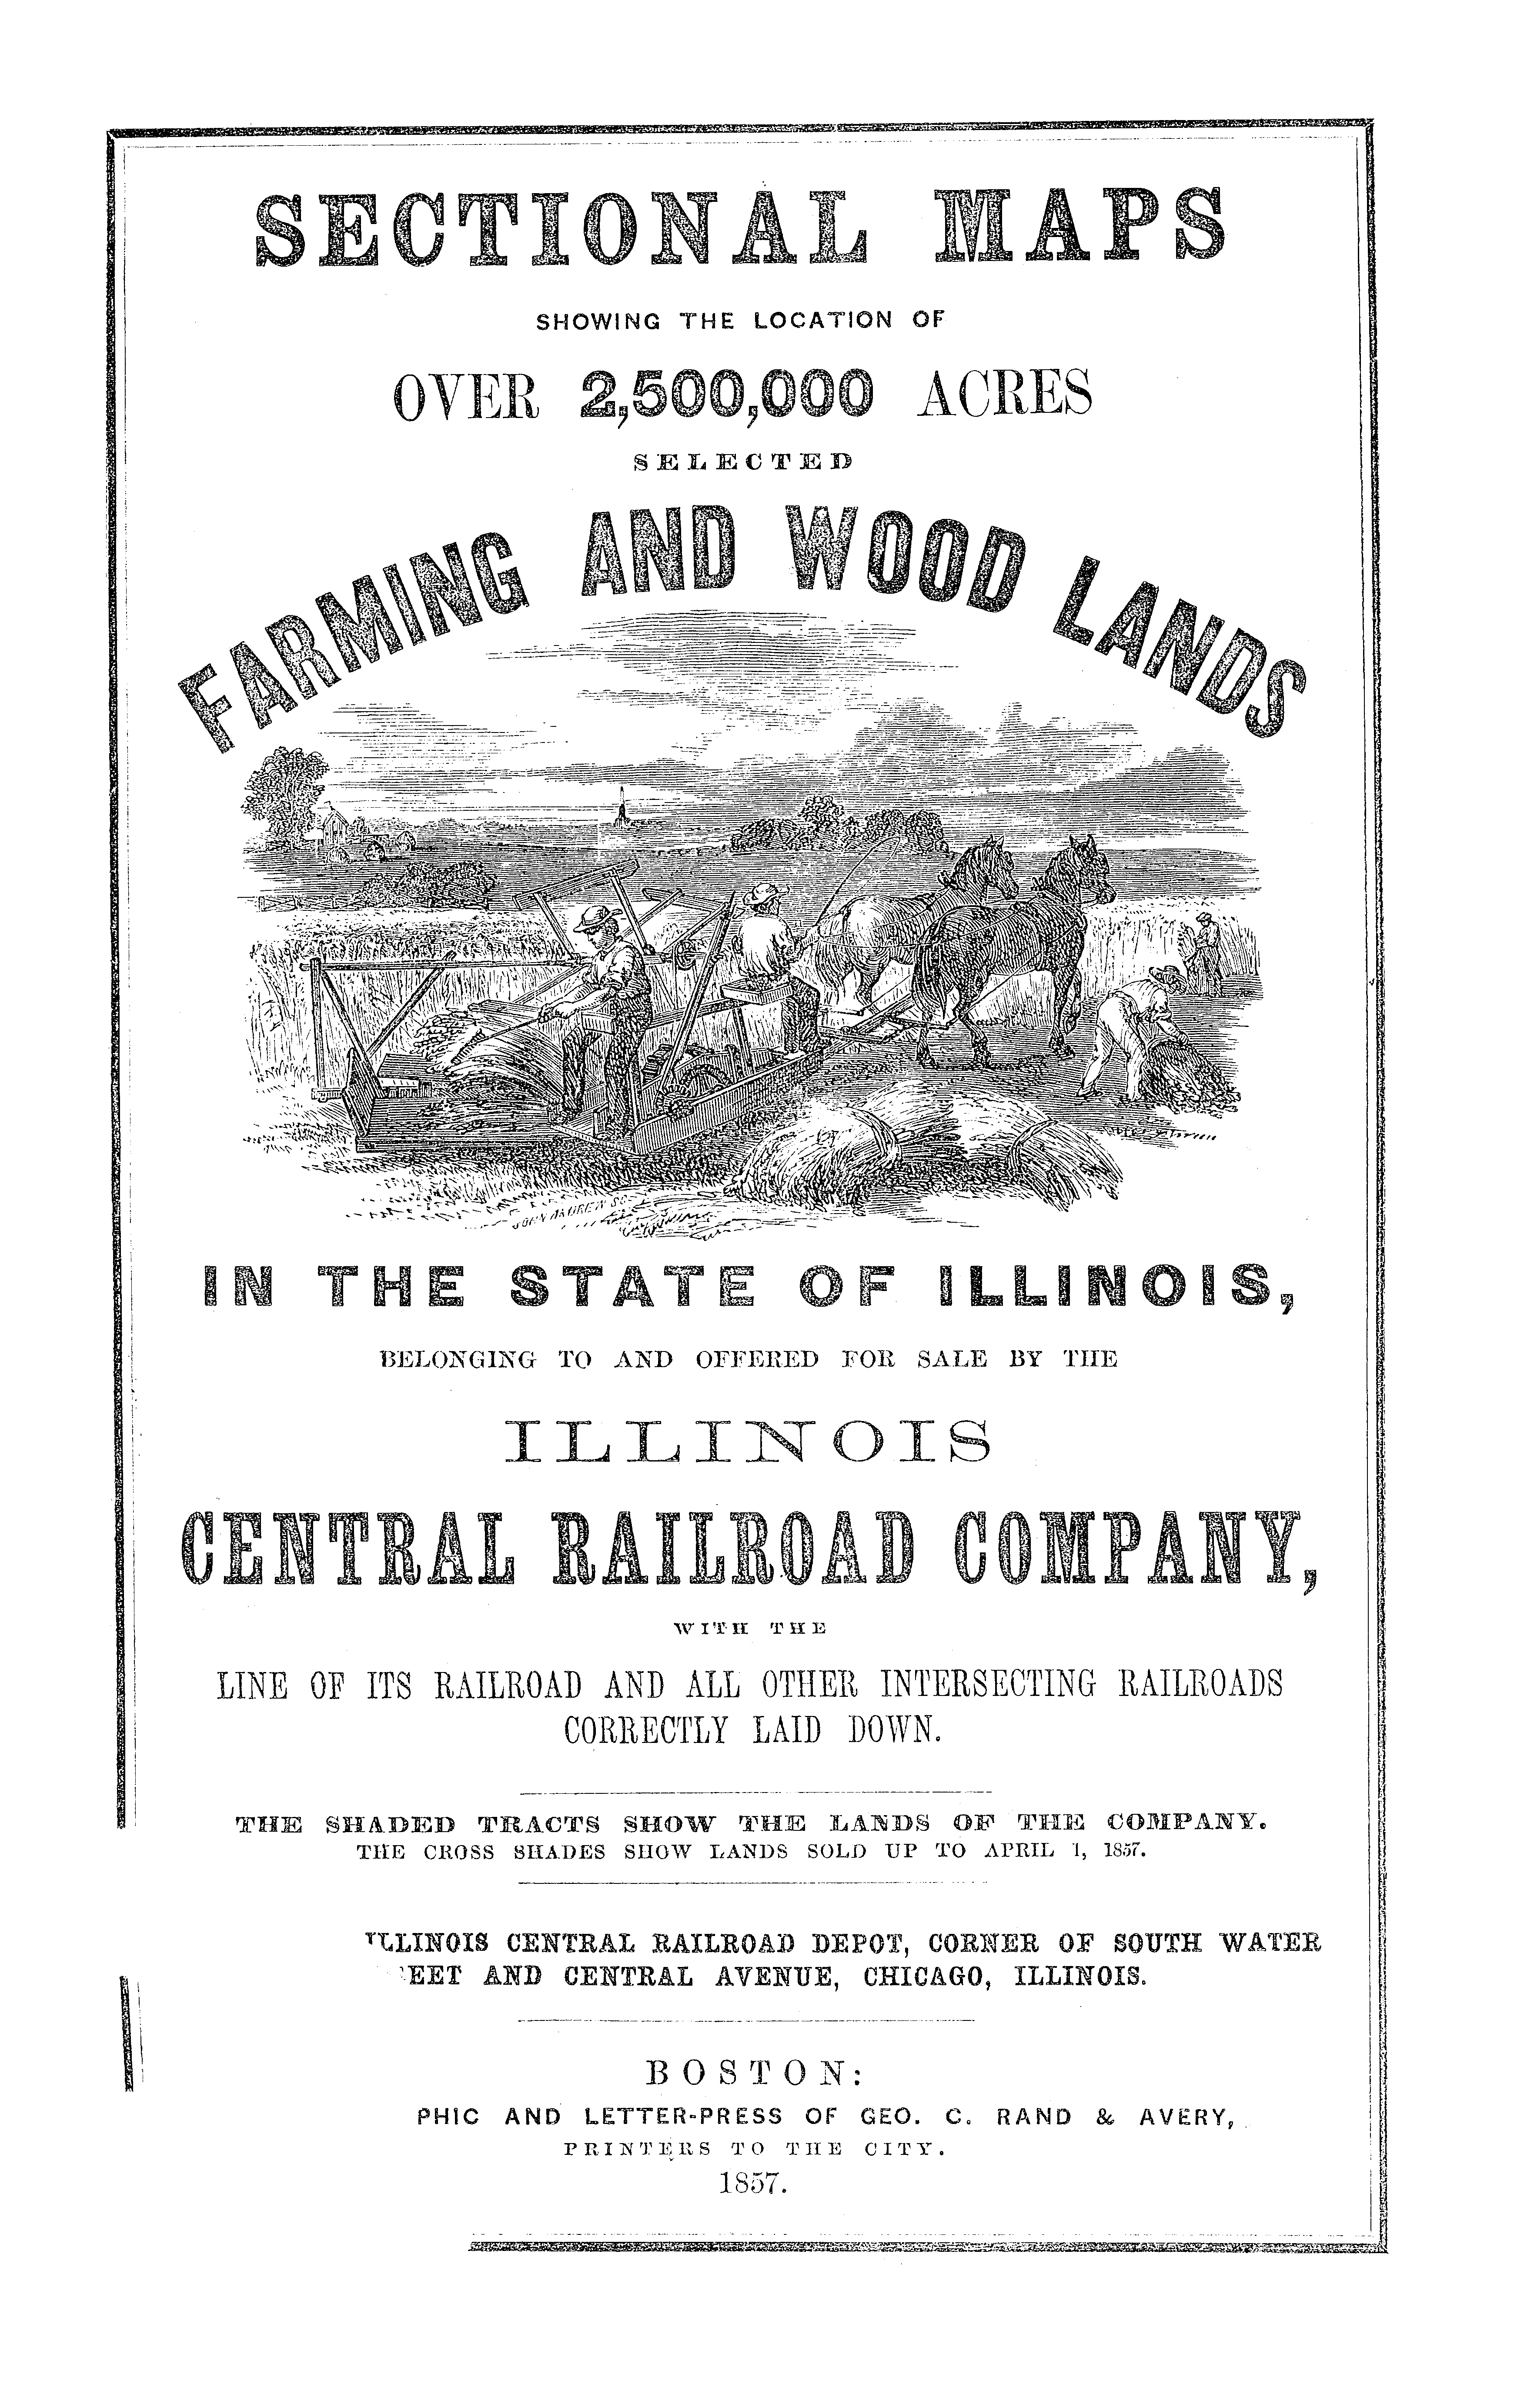 SECTIONAL MAPS
SHOWING THE LOCATION OF
OVER 2,500,000 ACRES
SELECTED
FARMING AND WOOD LANDS
JOHN ANDREW SC.
IN THE STATE OF ILLINOIS,
BELONGING TO AND OFFERED FOR SALE BY THE
ILLINOIS
CENTRAL RAILROAD COMPANY,
WITH THE
LINE OF ITS RAILROAD AND ALL OTHER INTERSECTING RAILROADS
CORRECTLY LAID DOWN.
THE SHADED TRACTS SHOW THE LANDS OF THE COMPANY.
THE CROSS SHADES SHOW LANDS SOLD UP TO APRIL 1, 1857.
ILLINOIS CENTRAL RAILROAD DEPOT, CORNER OF SOUTH WATER
EET AND CENTRAL AVENUE, CHICAGO, ILLINOIS.
BOSTON:
PHIC AND LETTER-PRESS OF GEO. C. RAND & AVERY,
PRINTERS TO THE CITY.
1857.